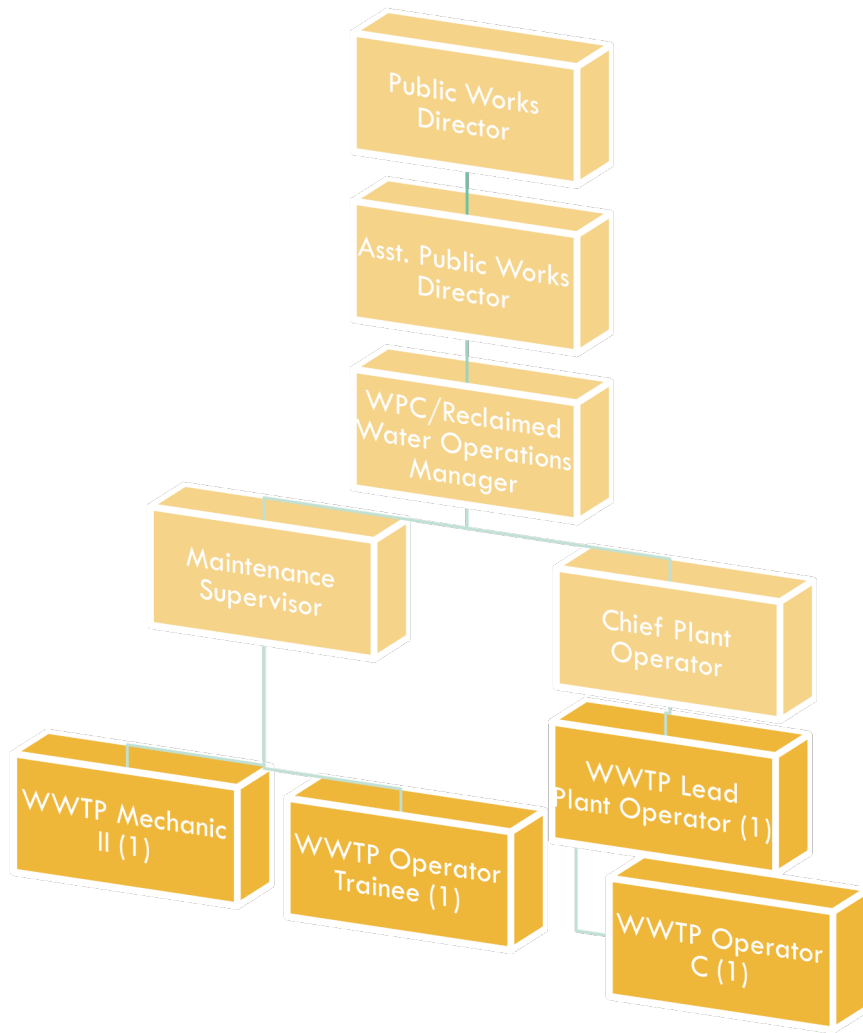 Public Works
Director
Asst. Public Works
Director
WPC/Reclaimed
Water Operations
Manager
Maintenance
Supervisor
Chief Plant
Operator
WWTP Mechanic
II (1)
WWTP Operator
Trainee (1)
WWTP Lead
Plant Operator (1)
WWTP Operator
C (1)